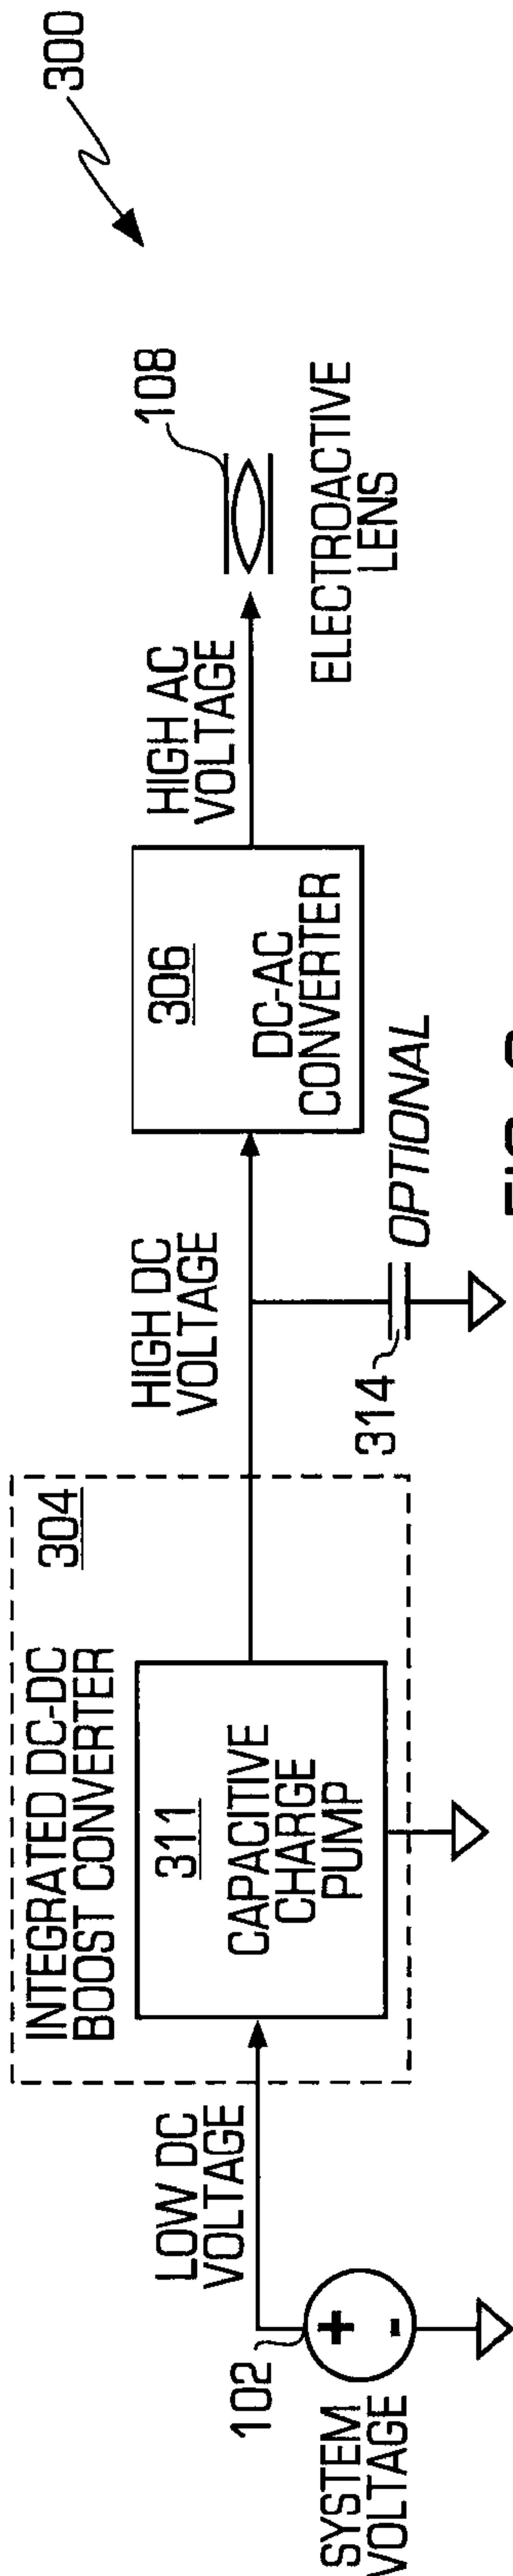 300
INTEGRATED DC-DC
BOOST CONVERTER
304
SYSTEM
VOLTAGE
102
+
-
LOW DC
VOLTAGE
311
CAPACITIVE
CHARGE
PUMP
HIGH DC
VOLTAGE
314
OPTIONAL
306
DC-AC
CONVERTER
HIGH AC
VOLTAGE
108
ELECTROACTIVE
LENS